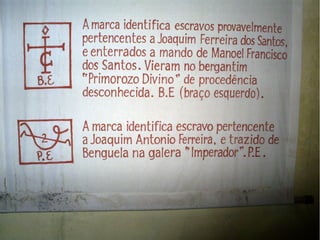 A marca identifica escravos provavelmente
pertencentes a Joaquim Ferreira dos Santos,
e enterrados a mando de Manoel Francisco
dos Santos. Vieram no bergantim
"Primorozo Divino" de procedência
desconhecida. B.E (braço esquerdo).
B.E
A marca identifica escravo pertencente
a Joaquim Antonio Ferreira, e trazido de
Benguela na galera "Imperador". P.E.
2
P.E